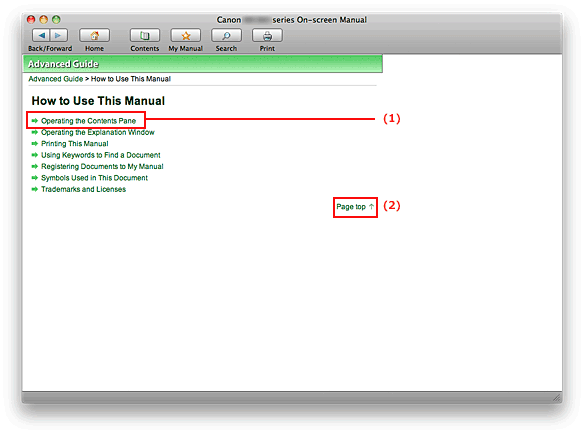 Canon series On-screen Manual
Back/Forward Home Contents My Manual Search Print
Advanced Guide
Advanced Guide > How to Use This Manual
How to Use This Manual
Operating the Contents Pane (1)
Operating the Explanation Window
Printing This Manual
Using Keywords to Find a Document
Registering Documents to My Manual
Symbols Used in This Document
Trademarks and Licenses
Page top ↑ (2)